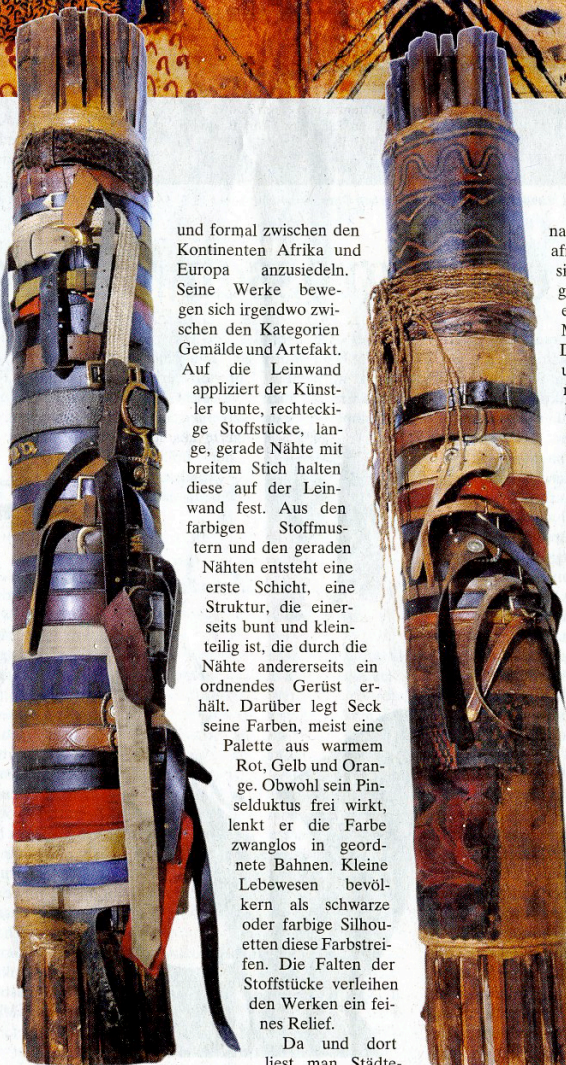 und formal zwischen den
Kontinenten Afrika und
Europa anzusiedeln.
Seine Werke bewe-
gen sich irgendwo zwi-
schen den Kategorien
Gemälde und Artefakt.
Auf die Leinwand
appliziert der Künst-
ler bunte, rechtecki-
ge Stoffstücke, lan-
ge, gerade Nähte mit
breitem Stich halten
diese auf der Lein-
wand fest. Aus den
farbigen Stoffmus-
tern und den geraden
Nähten entsteht eine
erste Schicht, eine
Struktur, die einer-
seits bunt und klein-
teilig ist, die durch die
Nähte andererseits ein
ordnendes Gerüst er-
hält. Darüber legt Seck
seine Farben, meist eine
Palette aus warmem
Rot, Gelb und Oran-
ge. Obwohl sein Pin-
selduktus frei wirkt,
lenkt er die Farbe
zwanglos in geord-
nete Bahnen. Kleine
Lebewesen bevöl-
kern als schwarze
oder farbige Silhou-
etten diese Farbstrei-
fen. Die Falten der
Stoffstücke verleihen
den Werken ein fei-
nes Relief.
Da und dort
liest man Städte-